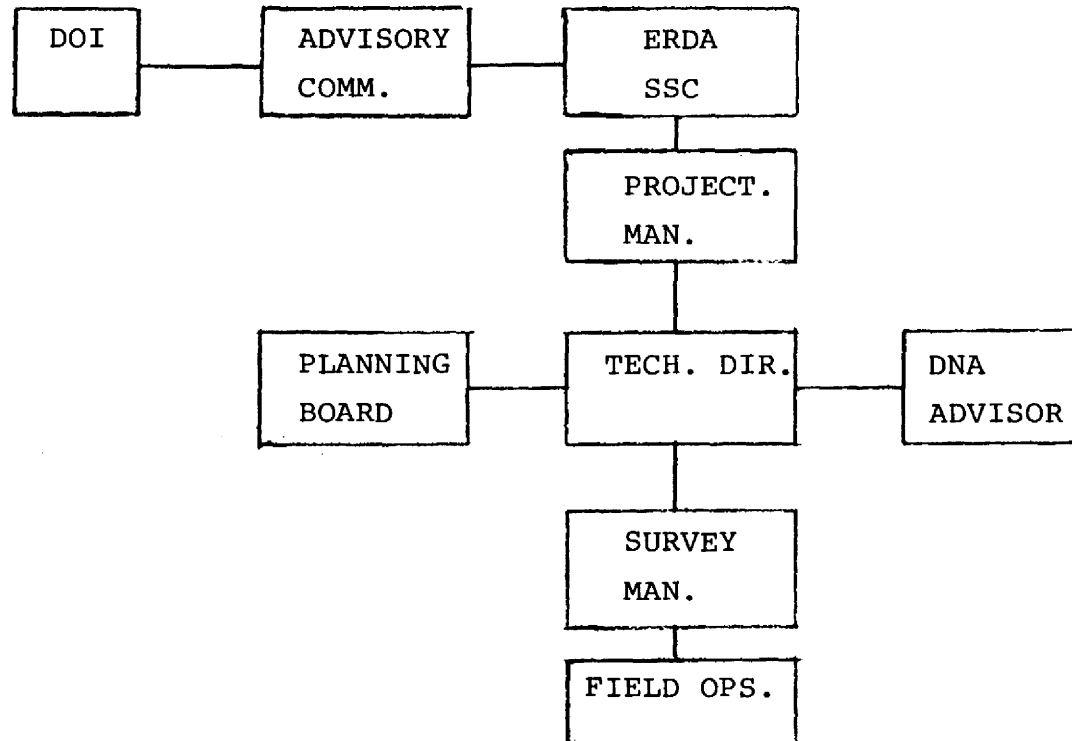 DOI
ADVISORY
COMM.
ERDA
SSC
PROJECT.
MAN.
PLANNING
BOARD
TECH. DIR.
DNA
ADVISOR
SURVEY
MAN.
FIELD OPS.